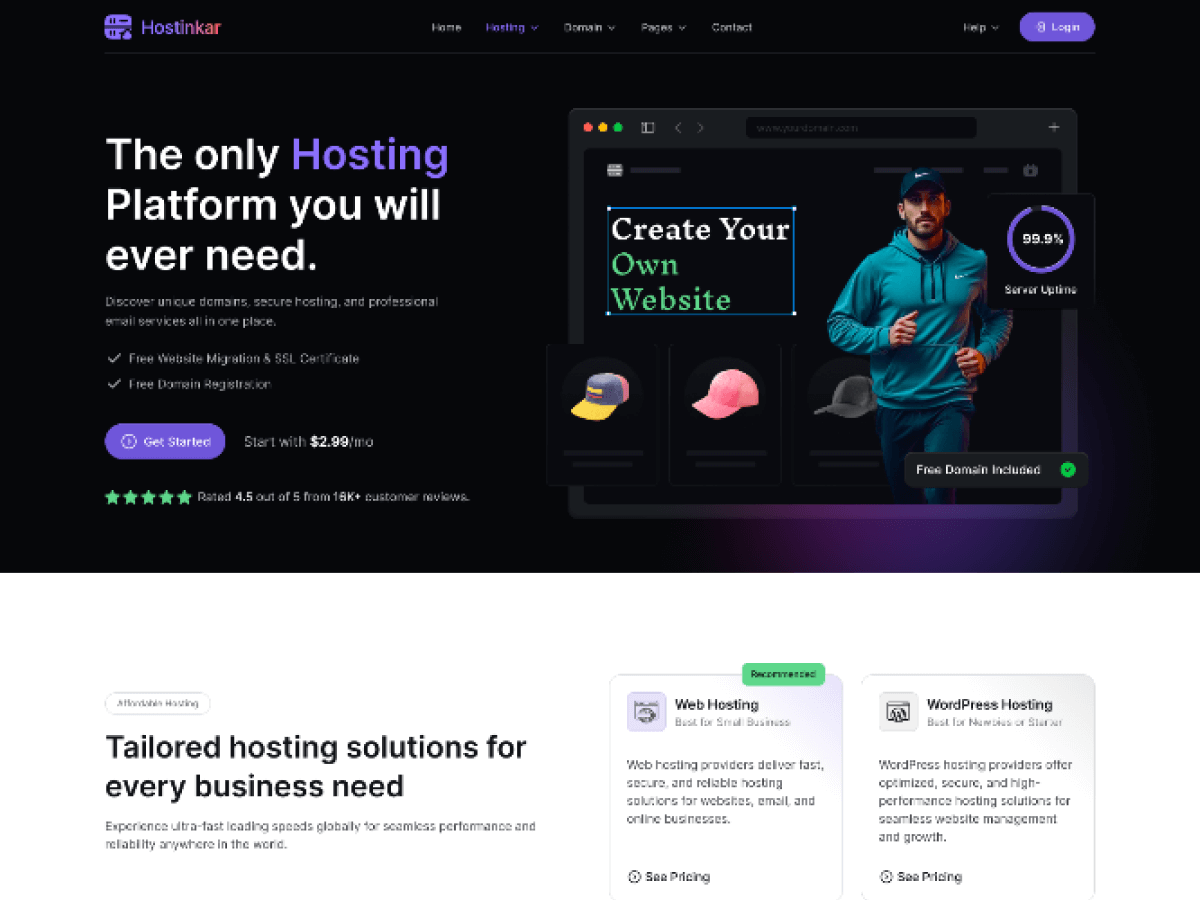 Hostinkar
Home Hosting Domain Pages Contact
Help Login
The only Hosting
Platform you will
ever need.
Discover unique domains, secure hosting, and professional
email services all in one place.
Free Website Migration & SSL Certificate
Free Domain Registration
Get Started Start with $2.99/mo
Rated 4.5 out of 5 from 16K+ customer reviews.
www.yourdomain.com
Create Your
Own
Website
99.9%
Server Uptime
Free Domain Included
Affordable Hosting
Tailored hosting solutions for
every business need
Experience ultra-fast loading speeds globally for seamless performance and
reliability anywhere in the world.
Recommended
Web Hosting
Best for Small Business
Web hosting providers deliver fast,
secure, and reliable hosting
solutions for websites, email, and
online businesses.
See Pricing
WordPress Hosting
Best for Newbies or Starter
WordPress hosting providers offer
optimized, secure, and high-
performance hosting solutions for
seamless website management
and growth.
See Pricing